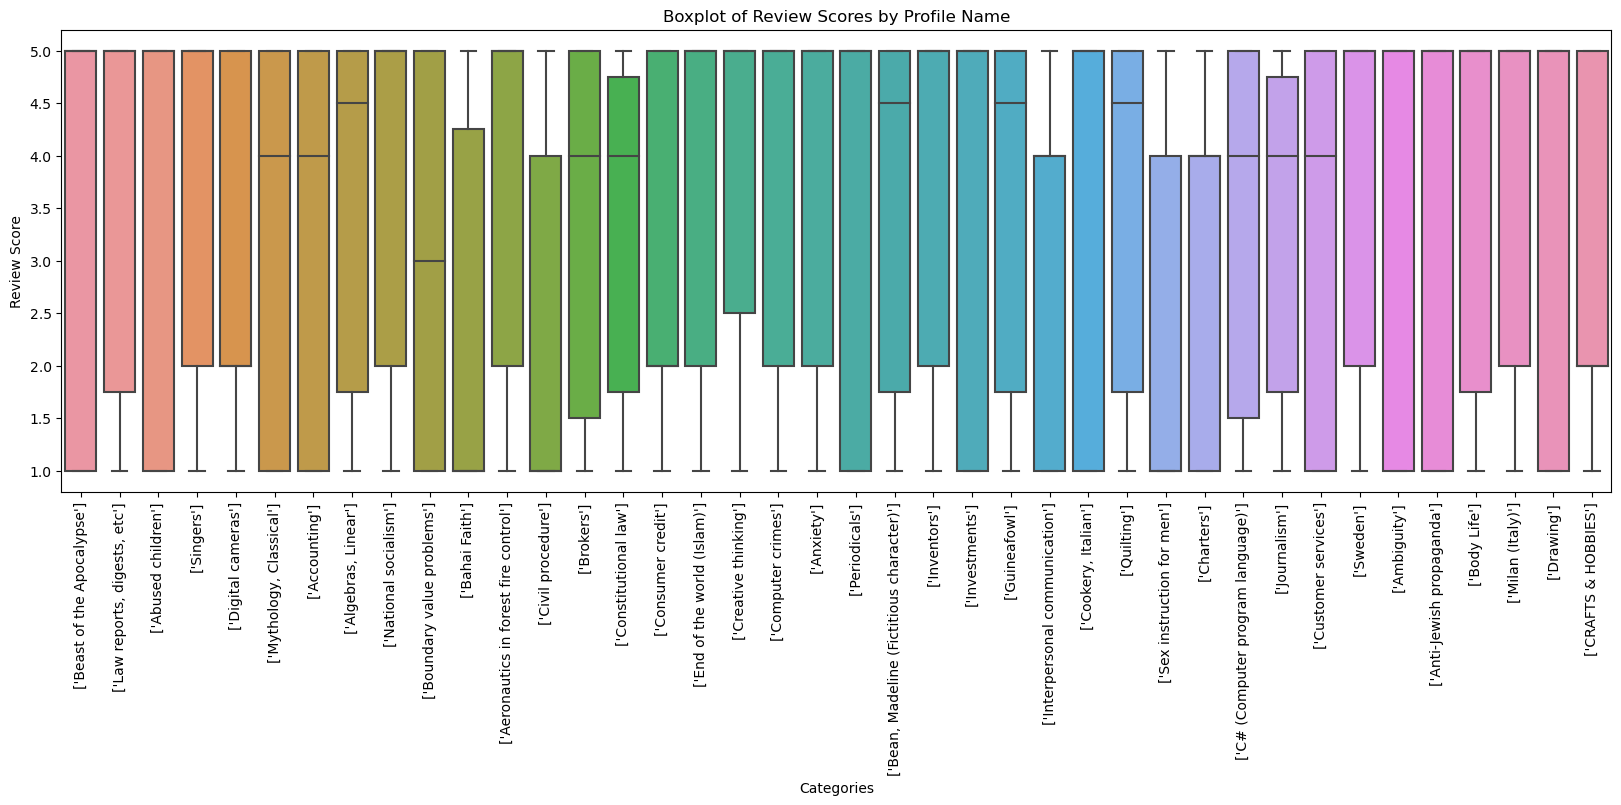 Boxplot of Review Scores by Profile Name
Review Score
5.0
4.5
4.0
3.5
3.0
2.5
2.0
1.5
1.0
['Beast of the Apocalypse']
['Law reports, digests, etc']
['Abused children']
['Singers']
['Digital cameras']
['Mythology, Classical']
['Accounting']
['Algebras, Linear']
['National socialism']
['Boundary value problems']
['Bahai Faith']
['Aeronautics in forest fire control']
['Civil procedure']
['Brokers']
['Constitutional law']
['Consumer credit']
['End of the world (Islam)']
['Creative thinking']
['Computer crimes']
['Anxiety']
['Periodicals']
['Bean, Madeline (Fictitious character)']
['Inventors']
['Investments']
['Guineafowl']
['Interpersonal communication']
['Cookery, Italian']
['Quilting']
['Sex instruction for men']
['Charters']
['C# (Computer program language)']
['Journalism']
['Customer services']
['Sweden']
['Ambiguity']
['Anti-Jewish propaganda']
['Body Life']
['Milan (Italy)']
['Drawing']
['CRAFTS & HOBBIES']
Categories